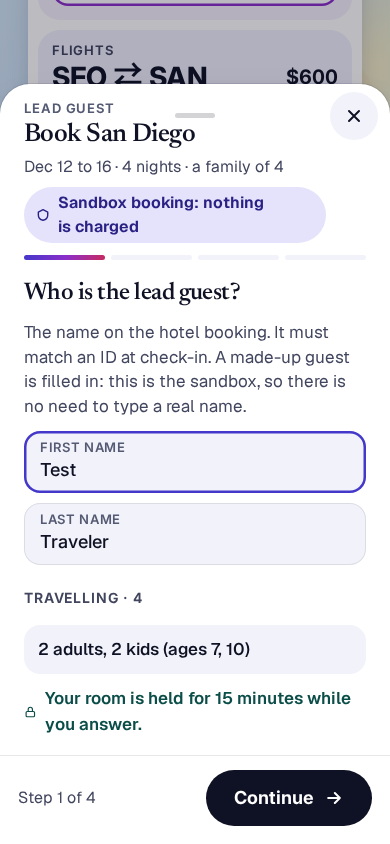 FLIGHTS
SFO ⇄ SAN
$600
LEAD GUEST
Book San Diego
Dec 12 to 16 · 4 nights · a family of 4
Sandbox booking: nothing
is charged
Who is the lead guest?
The name on the hotel booking. It must
match an ID at check-in. A made-up guest
is filled in: this is the sandbox, so there is
no need to type a real name.
FIRST NAME
Test
LAST NAME
Traveler
TRAVELLING · 4
2 adults, 2 kids (ages 7, 10)
Your room is held for 15 minutes while
you answer.
Step 1 of 4
Continue →